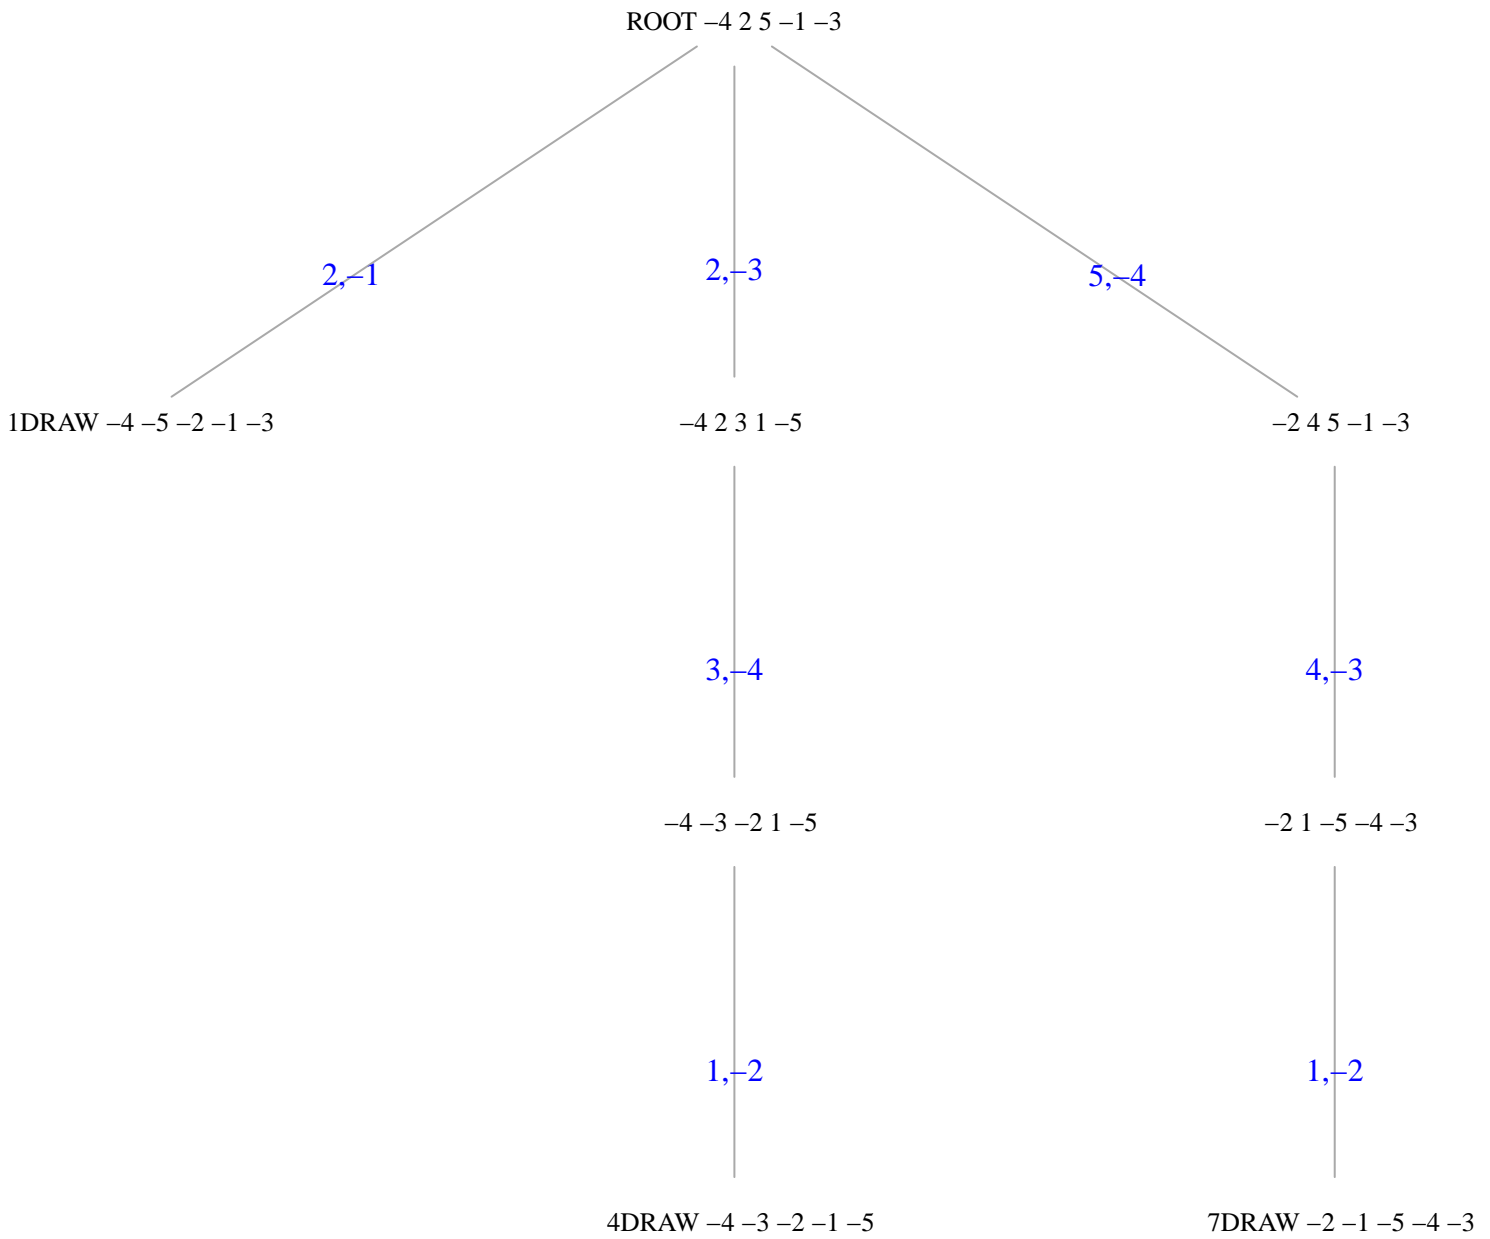 ROOT –4 2 5 –1 –3
2,–1
2,–3
5,–4
1DRAW –4 –5 –2 –1 –3
–4 2 3 1 –5
–2 4 5 –1 –3
3,–4
4,–3
–4 –3 –2 1 –5
–2 1 –5 –4 –3
1,–2
1,–2
4DRAW –4 –3 –2 –1 –5
7DRAW –2 –1 –5 –4 –3